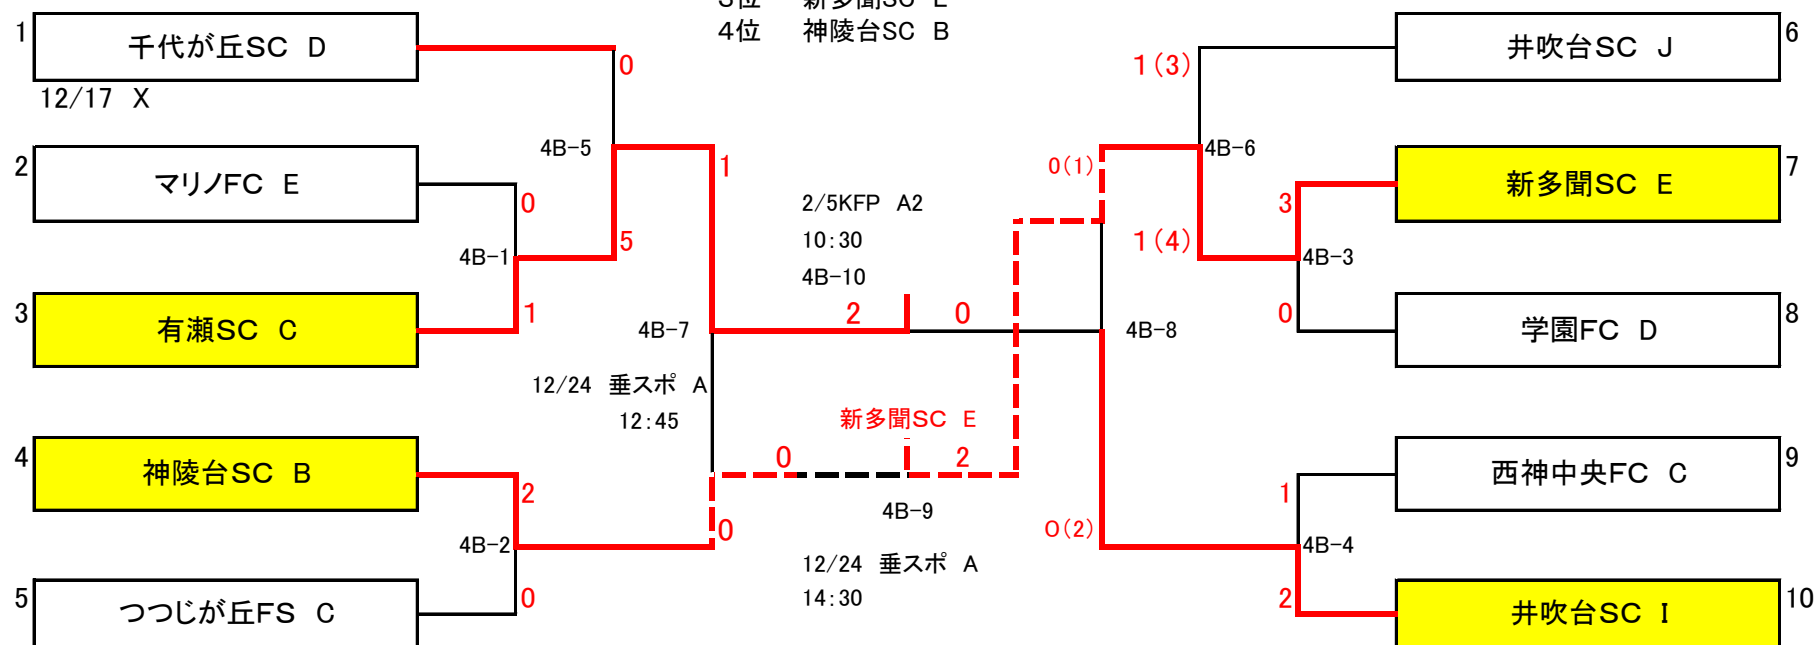 3位 新多聞SC E
4位 神陵台SC B
1 千代が丘SC D
12/17 X
2 マリノFC E
3 有瀬SC C
4 神陵台SC B
5 つつじが丘FS C
0
4B-5
5
0
4B-1
1
2
4B-2
0
1
4B-7
12/24 垂スポ A
12:45
0
2/5KFP A2
10:30
4B-10
2 0
新多聞SC E
0 2
4B-9
12/24 垂スポ A
14:30
0(1)
4B-8
0(2)
1(3)
4B-6
1(4)
3
4B-3
0
1
4B-4
2
井吹台SC J 6
新多聞SC E 7
学園FC D 8
西神中央FC C 9
井吹台SC I 10